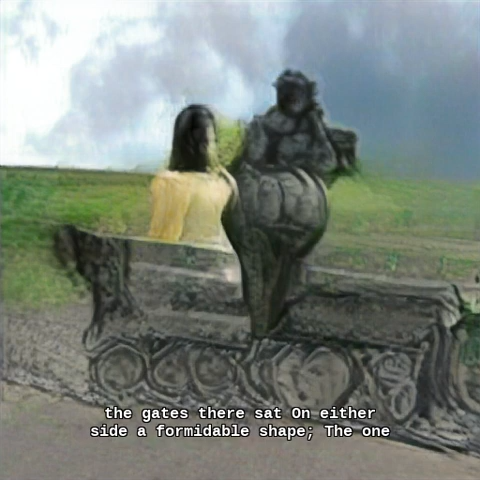 the gates there sat On either
side a formidable shape; The one